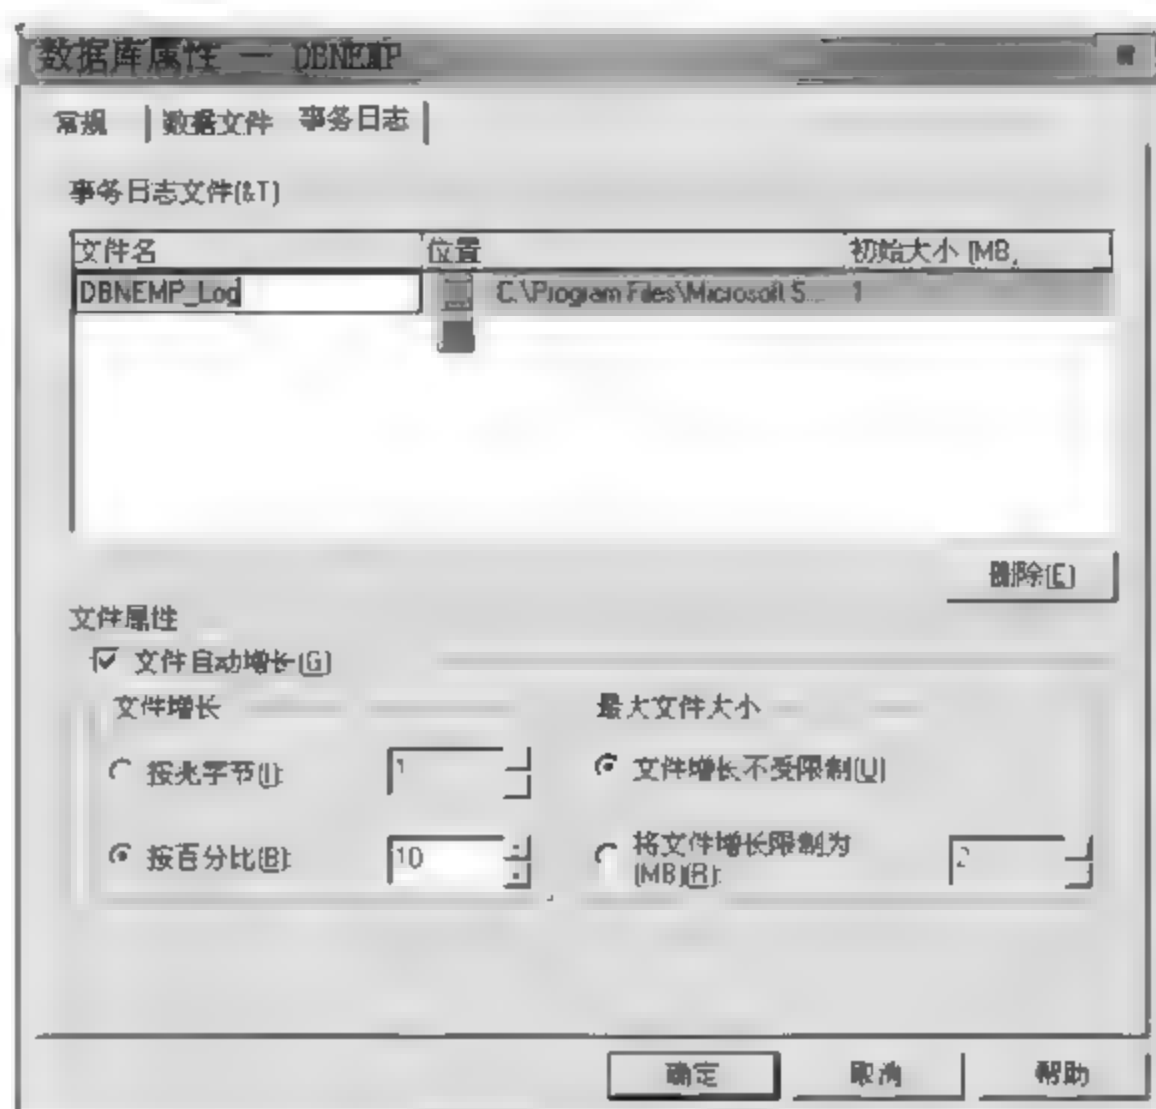 数据库属性 — DBNEMP
常规 数据文件 事务日志
事务日志文件(&T)
文件名 位置 初始大小 (MB)
DBNEMP_Log C:\Program Files\Microsoft S... 1
删除(E)
文件属性
文件自动增长(G)
文件增长 最大文件大小
按兆字节(I): 1 文件增长不受限制(U)
按百分比(B): 10 将文件增长限制为
(MB)(R): 2
确定 取消 帮助